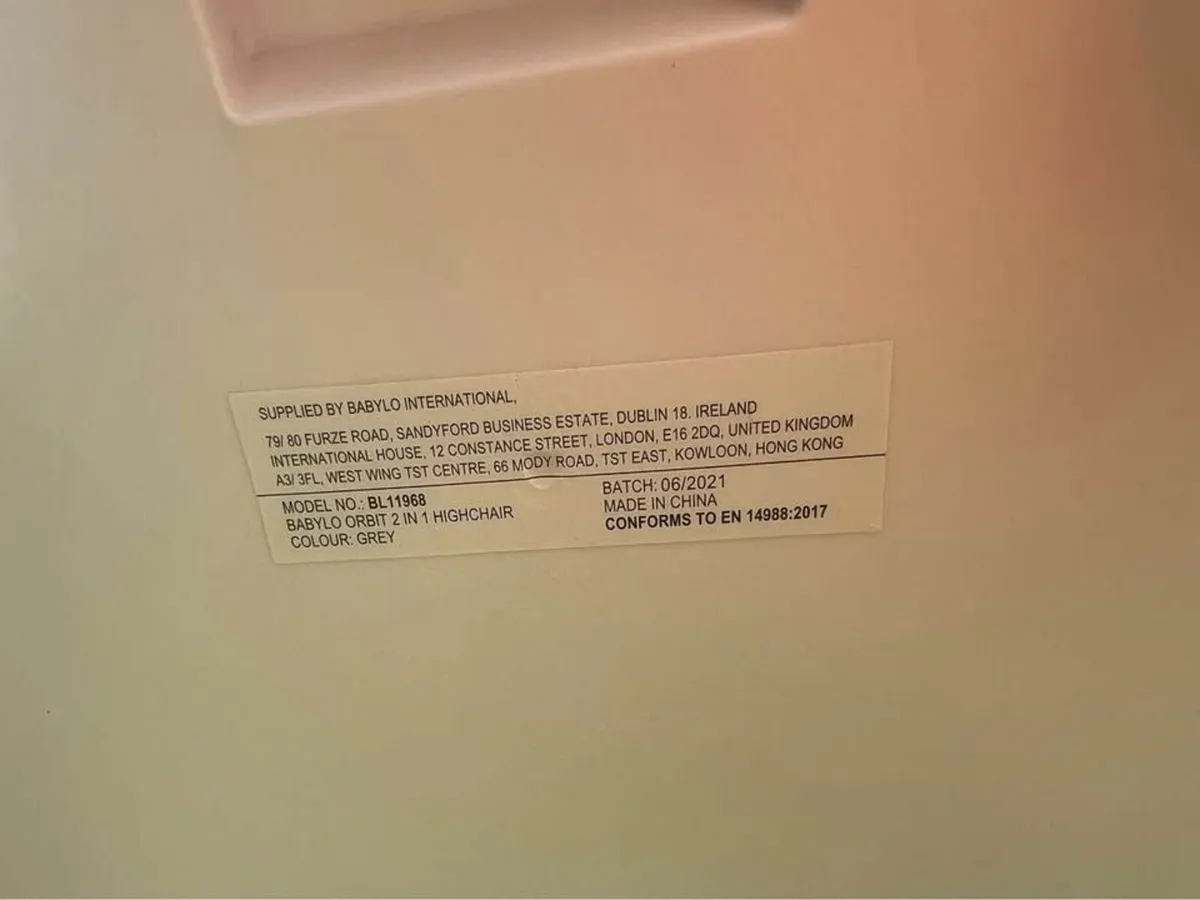 SUPPLIED BY BABYLO INTERNATIONAL,
79/ 80 FURZE ROAD, SANDYFORD BUSINESS ESTATE, DUBLIN 18. IRELAND
INTERNATIONAL HOUSE, 12 CONSTANCE STREET, LONDON, E16 2DQ, UNITED KINGDOM
A3/ 3FL, WEST WING TST CENTRE, 66 MODY ROAD, TST EAST, KOWLOON, HONG KONG
MODEL NO.: BL11968
BABYLO ORBIT 2 IN 1 HIGHCHAIR
COLOUR: GREY
BATCH: 06/2021
MADE IN CHINA
CONFORMS TO EN 14988:2017